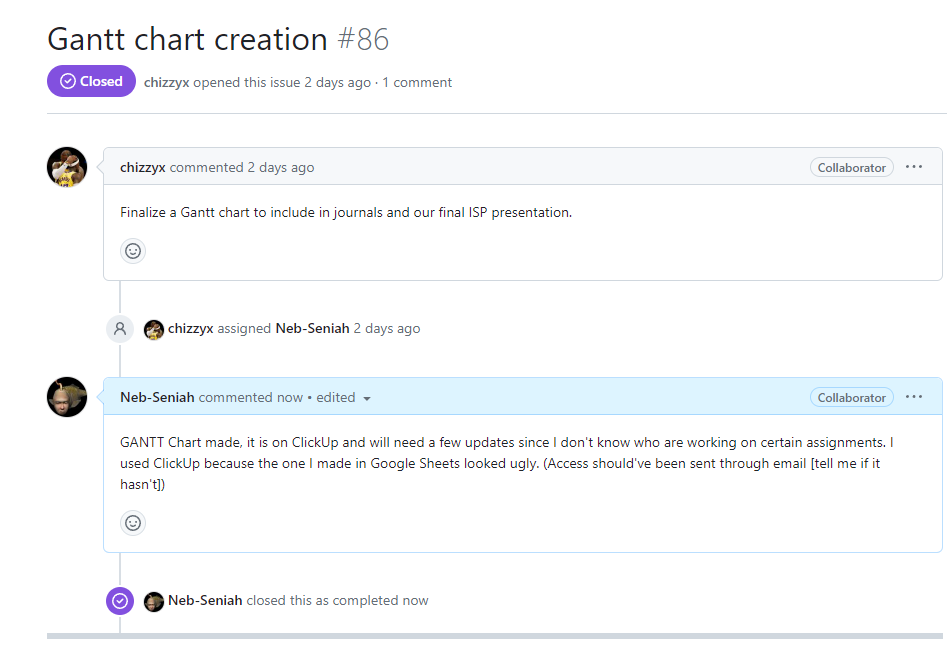 Gantt chart creation #86
Closed chizzyx opened this issue 2 days ago · 1 comment
chizzyx commented 2 days ago Collaborator ...
Finalize a Gantt chart to include in journals and our final ISP presentation.
chizzyx assigned Neb-Seniah 2 days ago
Neb-Seniah commented now • edited Collaborator ...
GANTT Chart made, it is on ClickUp and will need a few updates since I don't know who are working on certain assignments. I
used ClickUp because the one I made in Google Sheets looked ugly. (Access should've been sent through email [tell me if it
hasn't])
Neb-Seniah closed this as completed now